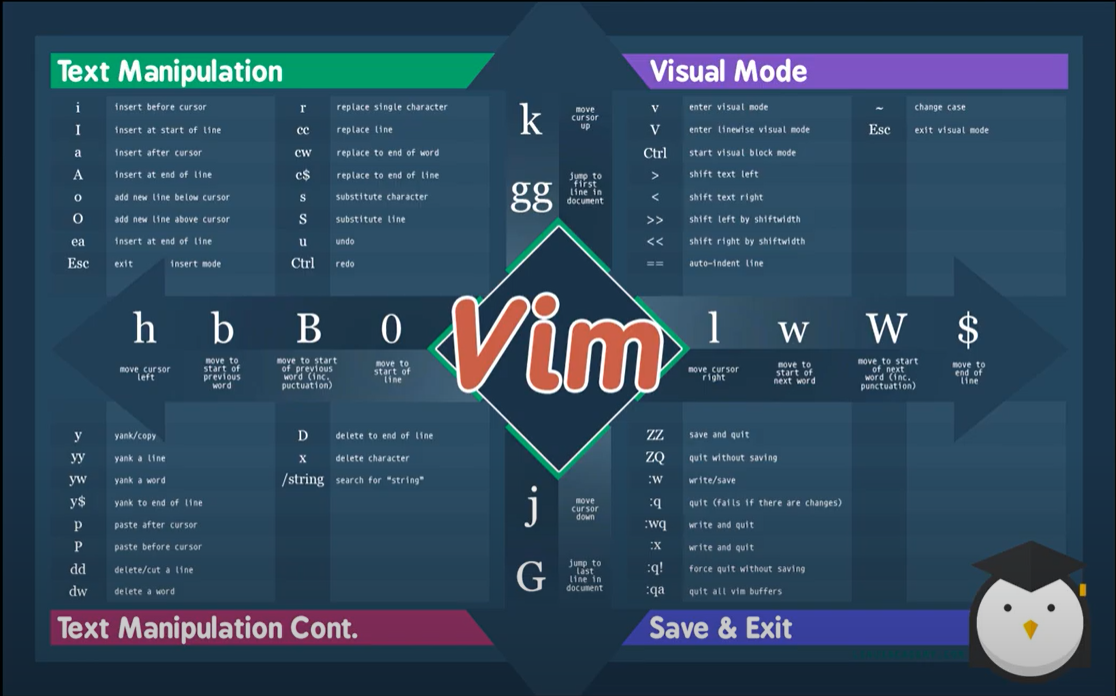 Text Manipulation
i insert before cursor
I insert at start of line
a insert after cursor
A insert at end of line
o add new line below cursor
O add new line above cursor
ea insert at end of line
Esc exit insert mode
r replace single character
cc replace line
cw replace to end of word
c$ replace to end of line
s substitute character
S substitute line
u undo
Ctrl redo
k move
cursor
up
gg jump to
first
line in
document
Visual Mode
v enter visual mode
V enter linewise visual mode
Ctrl start visual block mode
> shift text left
< shift text right
>> shift left by shiftwidth
<< shift right by shiftwidth
== auto-indent line
~ change case
Esc exit visual mode
h
move cursor
left
b
move to
start of
previous
word
B
move to start
of previous
word (inc.
puctuation)
0
move to
start of
line
Vim
l
move cursor
right
w
move to
start of
next word
W
move to start
of next
word (inc.
punctuation)
$
move to
end of
line
y yank/copy
yy yank a line
yw yank a word
y$ yank to end of line
p paste after cursor
P paste before cursor
dd delete/cut a line
dw delete a word
D delete to end of line
x delete character
/string search for "string"
Text Manipulation Cont.
j move
cursor
down
G jump to
last
line in
document
ZZ save and quit
ZQ quit without saving
:w write/save
:q quit (fails if there are changes)
:wq write and quit
:x write and quit
:q! force quit without saving
:qa quit all vim buffers
Save & Exit